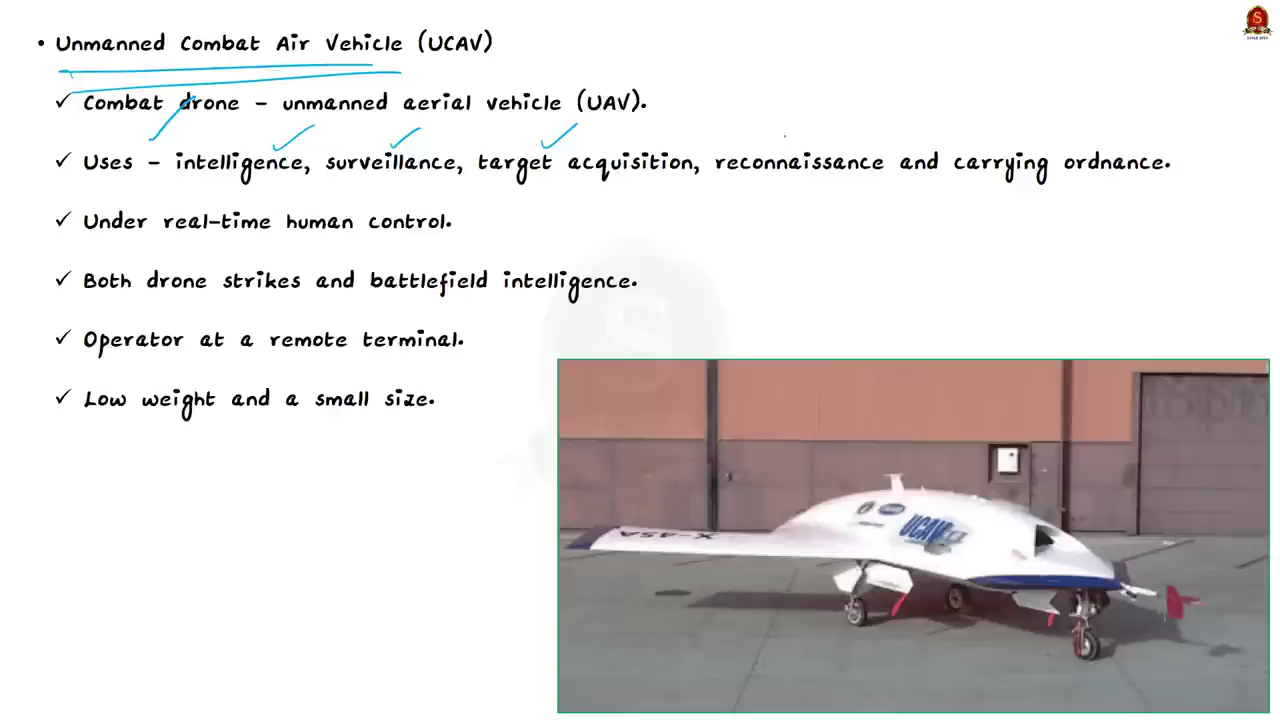 • Unmanned Combat Air Vehicle (UCAV)
✓ Combat drone - unmanned aerial vehicle (UAV).
✓ Uses - intelligence, surveillance, target acquisition, reconnaissance and carrying ordnance.
✓ Under real-time human control.
✓ Both drone strikes and battlefield intelligence.
✓ Operator at a remote terminal.
✓ Low weight and a small size.
UCAV
X-45A